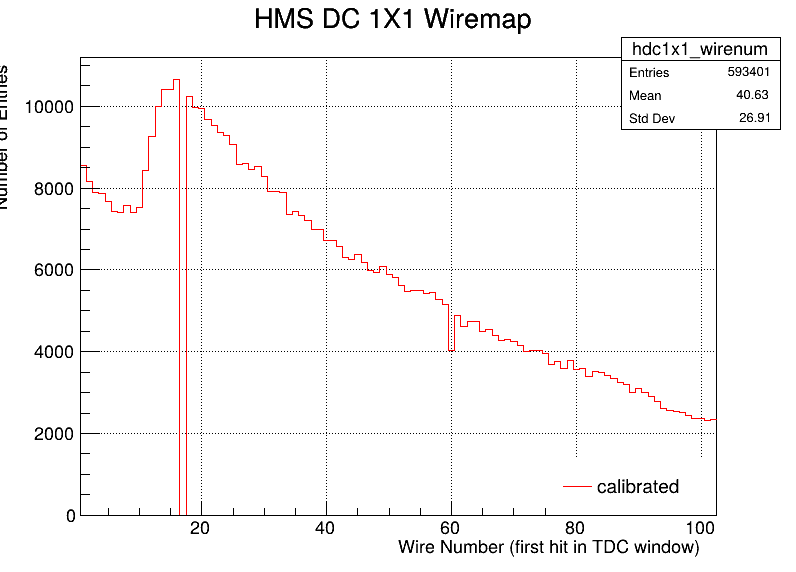 HMS DC 1X1 Wiremap
hdc1x1_wirenum
Entries 593401
Mean 40.63
Std Dev 26.91
Number of Entries
10000
8000
6000
4000
2000
0
calibrated
20 40 60 80 100
Wire Number (first hit in TDC window)